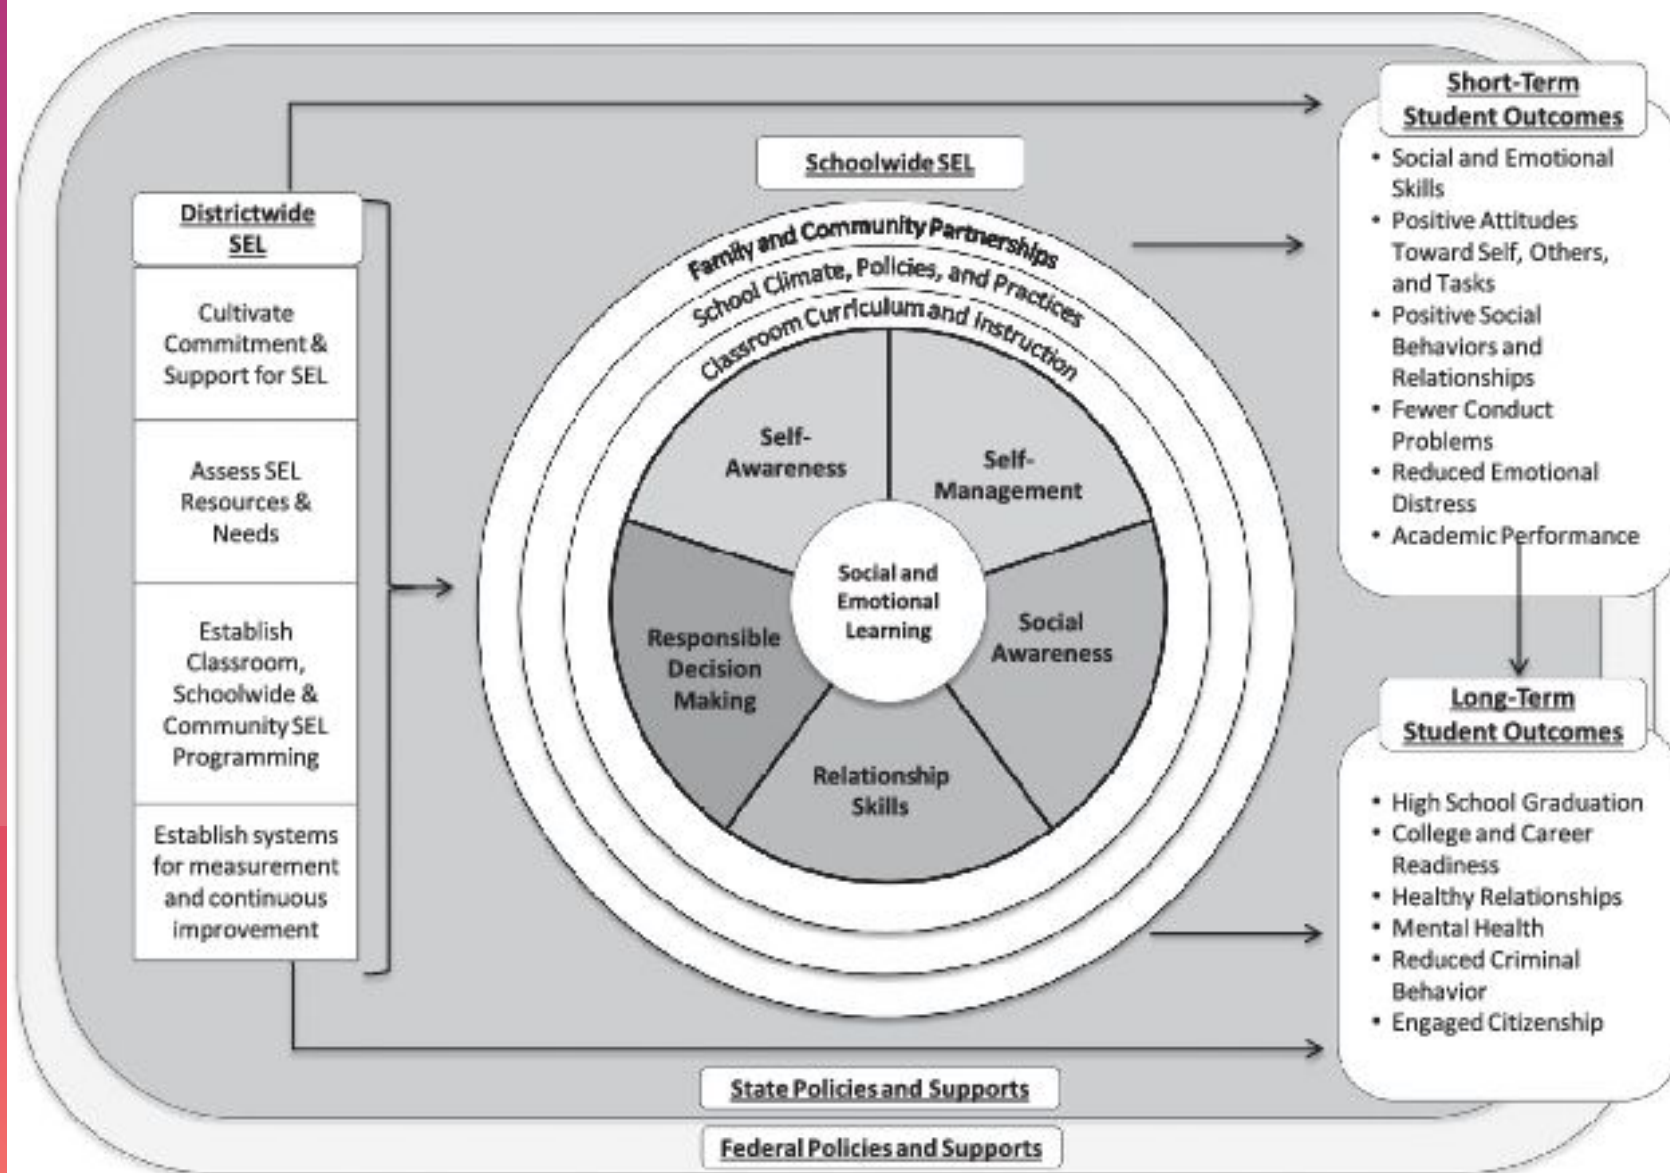 Districtwide
SEL
Cultivate
Commitment &
Support for SEL
Assess SEL
Resources &
Needs
Establish
Classroom,
Schoolwide &
Community SEL
Programming
Establish systems
for measurement
and continuous
improvement
Schoolwide SEL
Family and Community Partnerships
School Climate, Policies, and Practices
Classroom Curriculum and Instruction
Self-
Awareness
Self-
Management
Social and
Emotional
Learning
Social
Awareness
Responsible
Decision
Making
Relationship
Skills
Short-Term
Student Outcomes
• Social and Emotional
Skills
• Positive Attitudes
Toward Self, Others,
and Tasks
• Positive Social
Behaviors and
Relationships
• Fewer Conduct
Problems
• Reduced Emotional
Distress
• Academic Performance
Long-Term
Student Outcomes
• High School Graduation
• College and Career
Readiness
• Healthy Relationships
• Mental Health
• Reduced Criminal
Behavior
• Engaged Citizenship
State Policies and Supports
Federal Policies and Supports